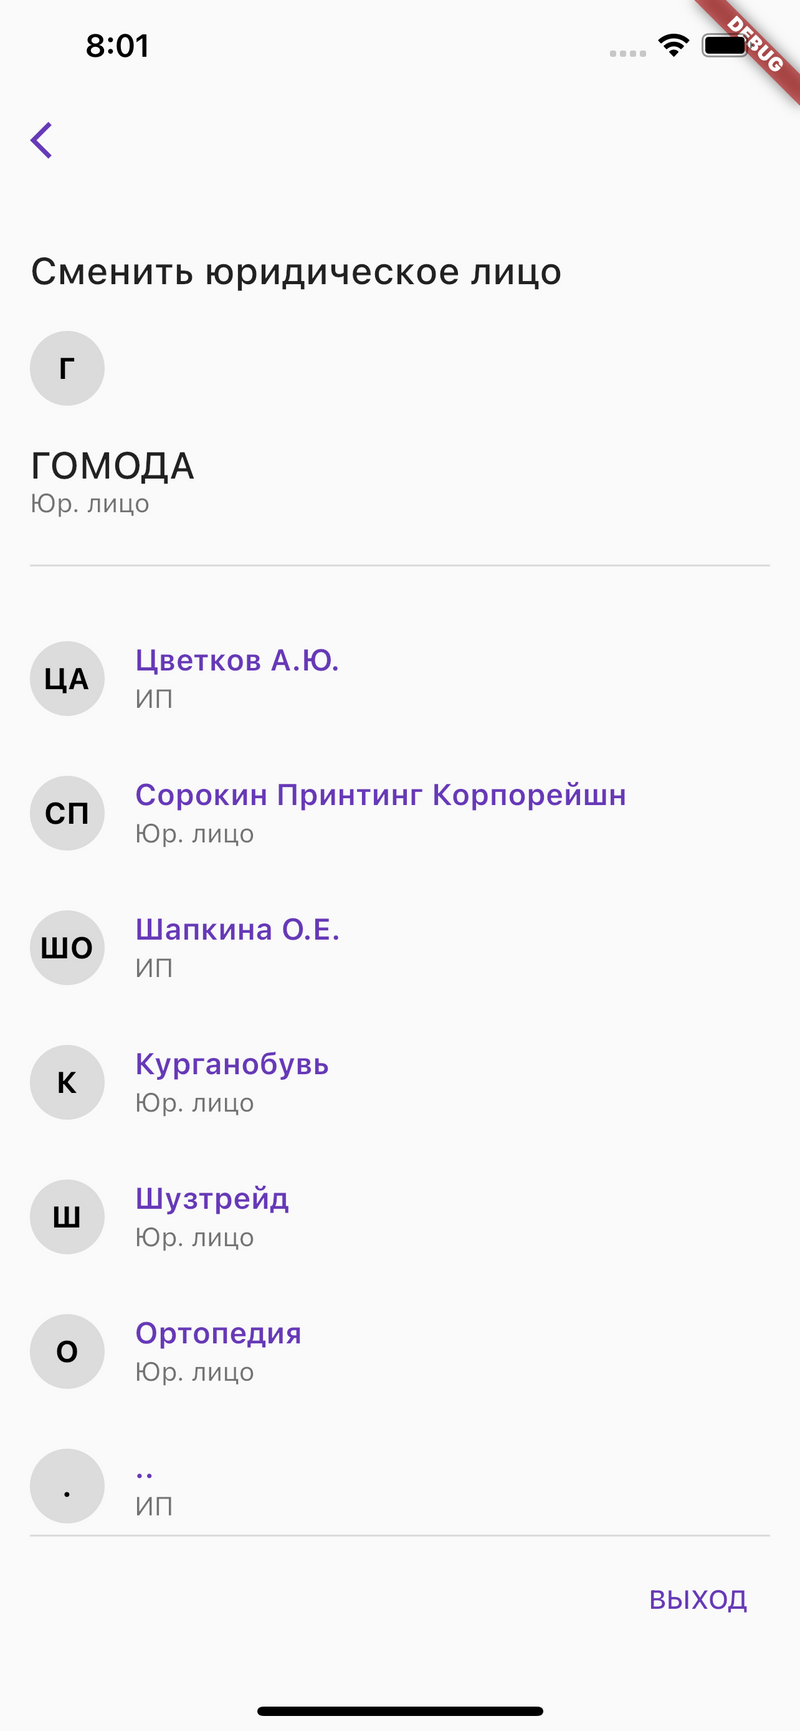 8:01
DEBUG
Сменить юридическое лицо
Г
ГОМОДА
Юр. лицо
ЦА
Цветков А.Ю.
ИП
СП
Сорокин Принтинг Корпорейшн
Юр. лицо
ШО
Шапкина О.Е.
ИП
К
Курганобувь
Юр. лицо
Ш
Шузтрейд
Юр. лицо
О
Ортопедия
Юр. лицо
.
..
ИП
ВЫХОД